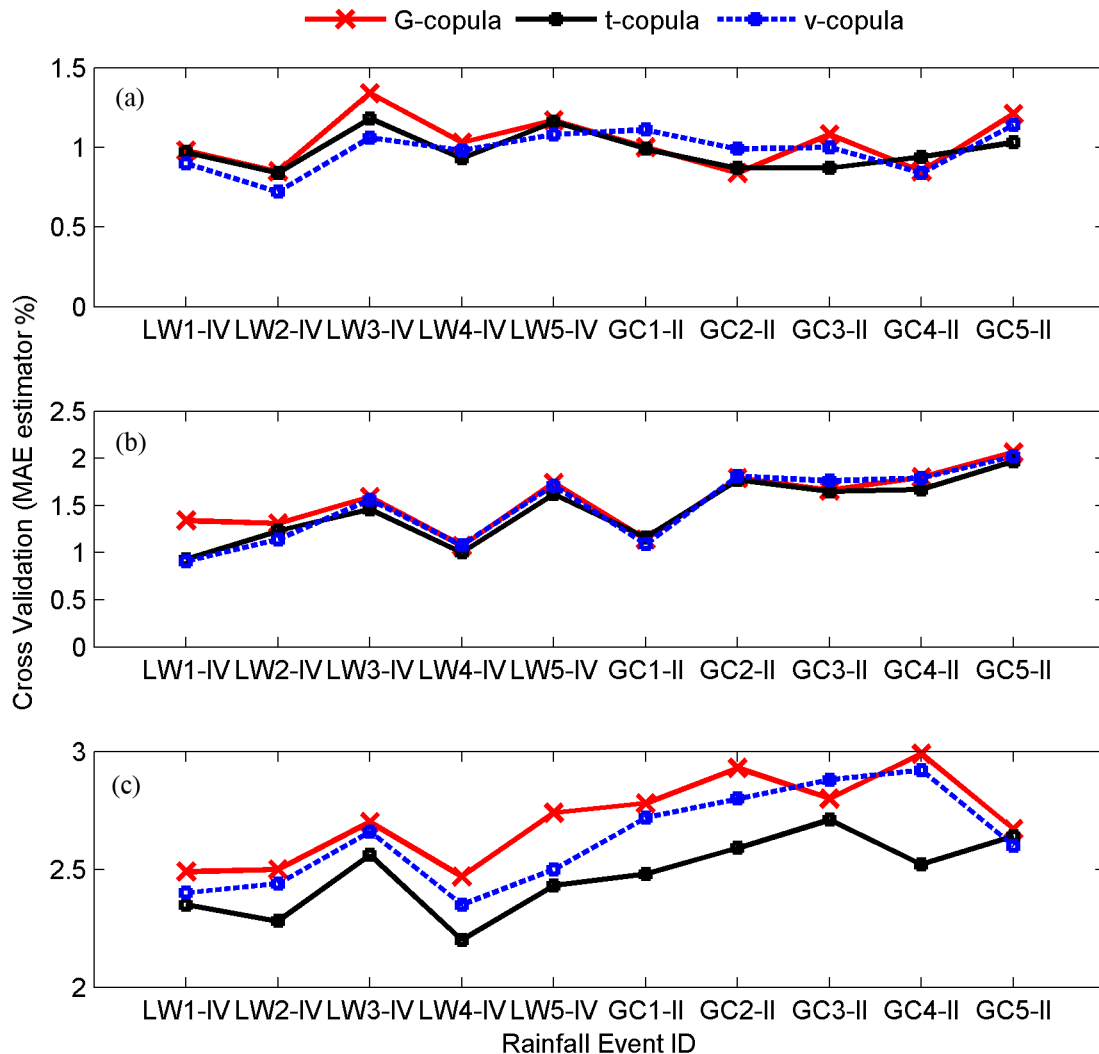 G-copula t-copula v-copula
Cross Validation (MAE estimator %)
(a)
1.5
1
0.5
0
LW1-IV LW2-IV LW3-IV LW4-IV LW5-IV GC1-II GC2-II GC3-II GC4-II GC5-II
(b)
2.5
2
1.5
1
0.5
0
LW1-IV LW2-IV LW3-IV LW4-IV LW5-IV GC1-II GC2-II GC3-II GC4-II GC5-II
(c)
3
2.5
2
LW1-IV LW2-IV LW3-IV LW4-IV LW5-IV GC1-II GC2-II GC3-II GC4-II GC5-II
Rainfall Event ID